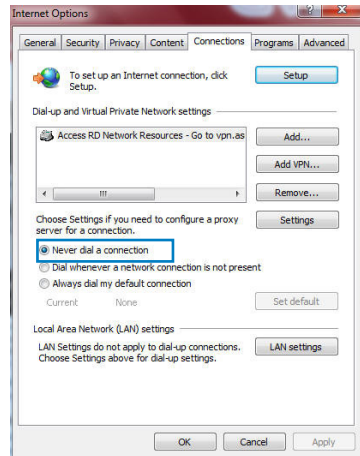 Internet Options
General Security Privacy Content Connections Programs Advanced
To set up an Internet connection, click
Setup.
Setup
Dial-up and Virtual Private Network settings
Access RD Network Resources - Go to vpn.as
Add...
Add VPN...
Remove...
Choose Settings if you need to configure a proxy
server for a connection.
Settings
Never dial a connection
Dial whenever a network connection is not present
Always dial my default connection
Current None
Set default
Local Area Network (LAN) settings
LAN Settings do not apply to dial-up connections.
Choose Settings above for dial-up settings.
LAN settings
OK Cancel Apply